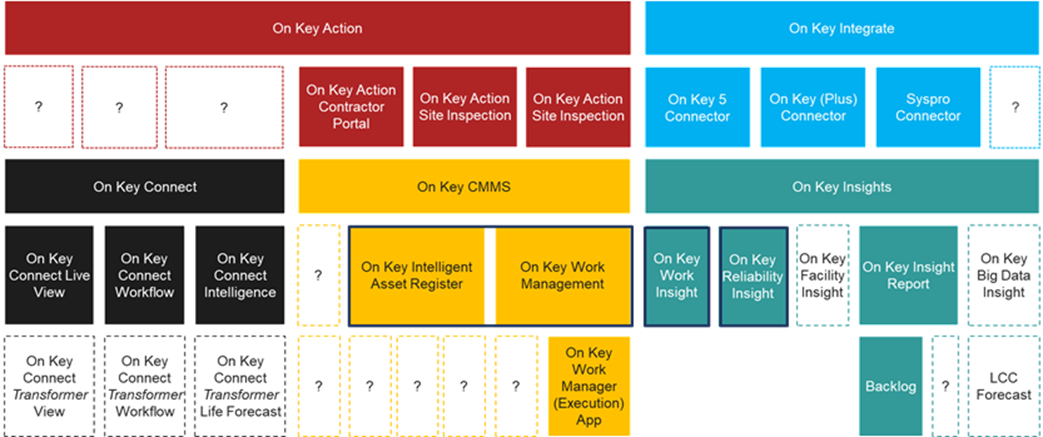 On Key Action
On Key Integrate
?
?
?
On Key Action
Contractor
Portal
On Key Action
Site Inspection
On Key Action
Site Inspection
On Key 5
Connector
On Key (Plus)
Connector
Syspro
Connector
?
On Key Connect
On Key CMMS
On Key Insights
On Key
Connect Live
View
On Key
Connect
Workflow
On Key
Connect
Intelligence
?
On Key Intelligent
Asset Register
On Key Work
Management
On Key
Work
Insight
On Key
Reliability
Insight
On Key
Facility
Insight
On Key Insight
Report
On Key
Big Data
Insight
On Key
Connect
Transformer
View
On Key
Connect
Transformer
Workflow
On Key
Connect
Transformer
Life Forecast
?
?
?
?
?
On Key
Work
Manager
(Execution)
App
Backlog
?
LCC
Forecast